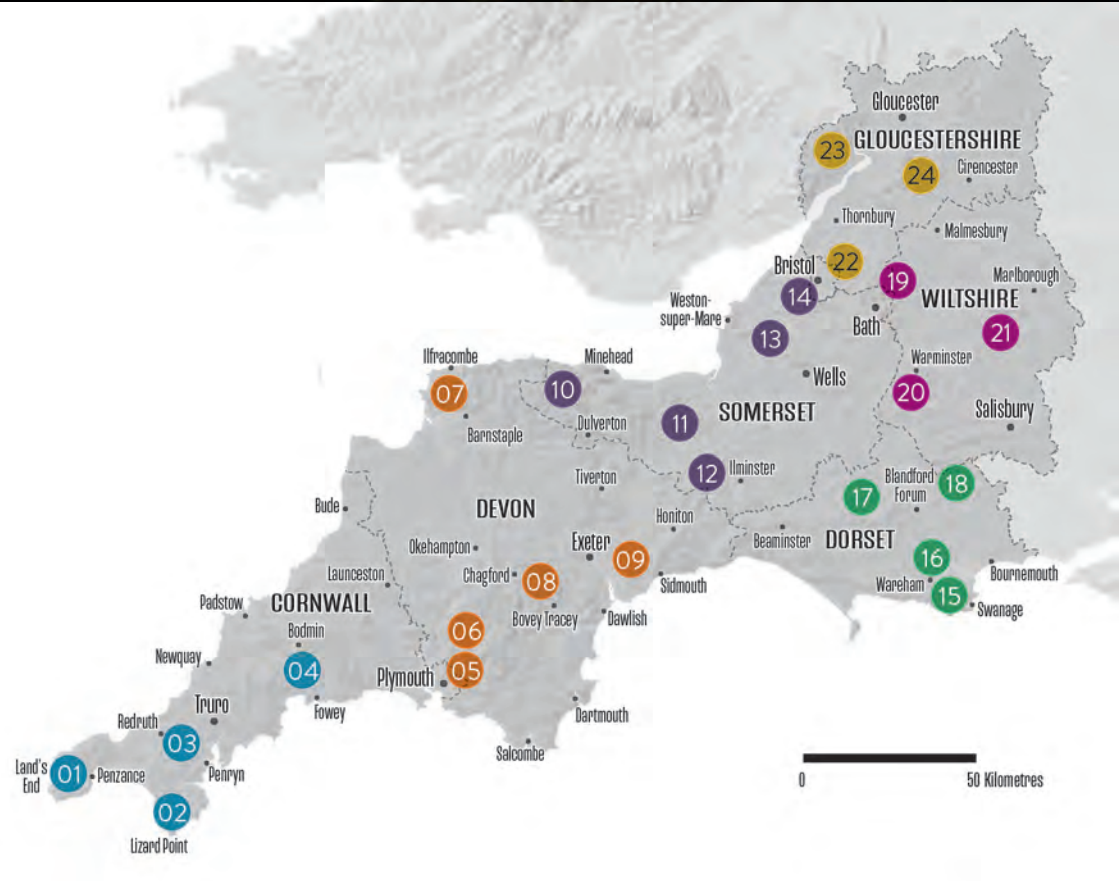 Gloucester
GLOUCESTERSHIRE
23
24
Cirencester
Thornbury
Malmesbury
22
Bristol
19
Marlborough
14
WILTSHIRE
Weston-
super-Mare
Bath
21
13
Ilfracombe
Minehead
Warminster
07
10
Wells
20
Barnstaple
Dulverton
11
SOMERSET
Salisbury
12
Ilminster
Tiverton
17
Blandford
Forum
18
Bude
DEVON
Honiton
Beaminster
DORSET
Okehampton
Exeter
09
16
Launceston
Chagford
08
Sidmouth
Wareham
15
Bournemouth
Swanage
Padstow
CORNWALL
Bovey Tracey
Dawlish
Bodmin
06
Newquay
04
Plymouth
05
Truro
Fowey
Dartmouth
Redruth
03
Salcombe
Land's
End
01
Penzance
Penryn
02
Lizard Point
0
50 Kilometres